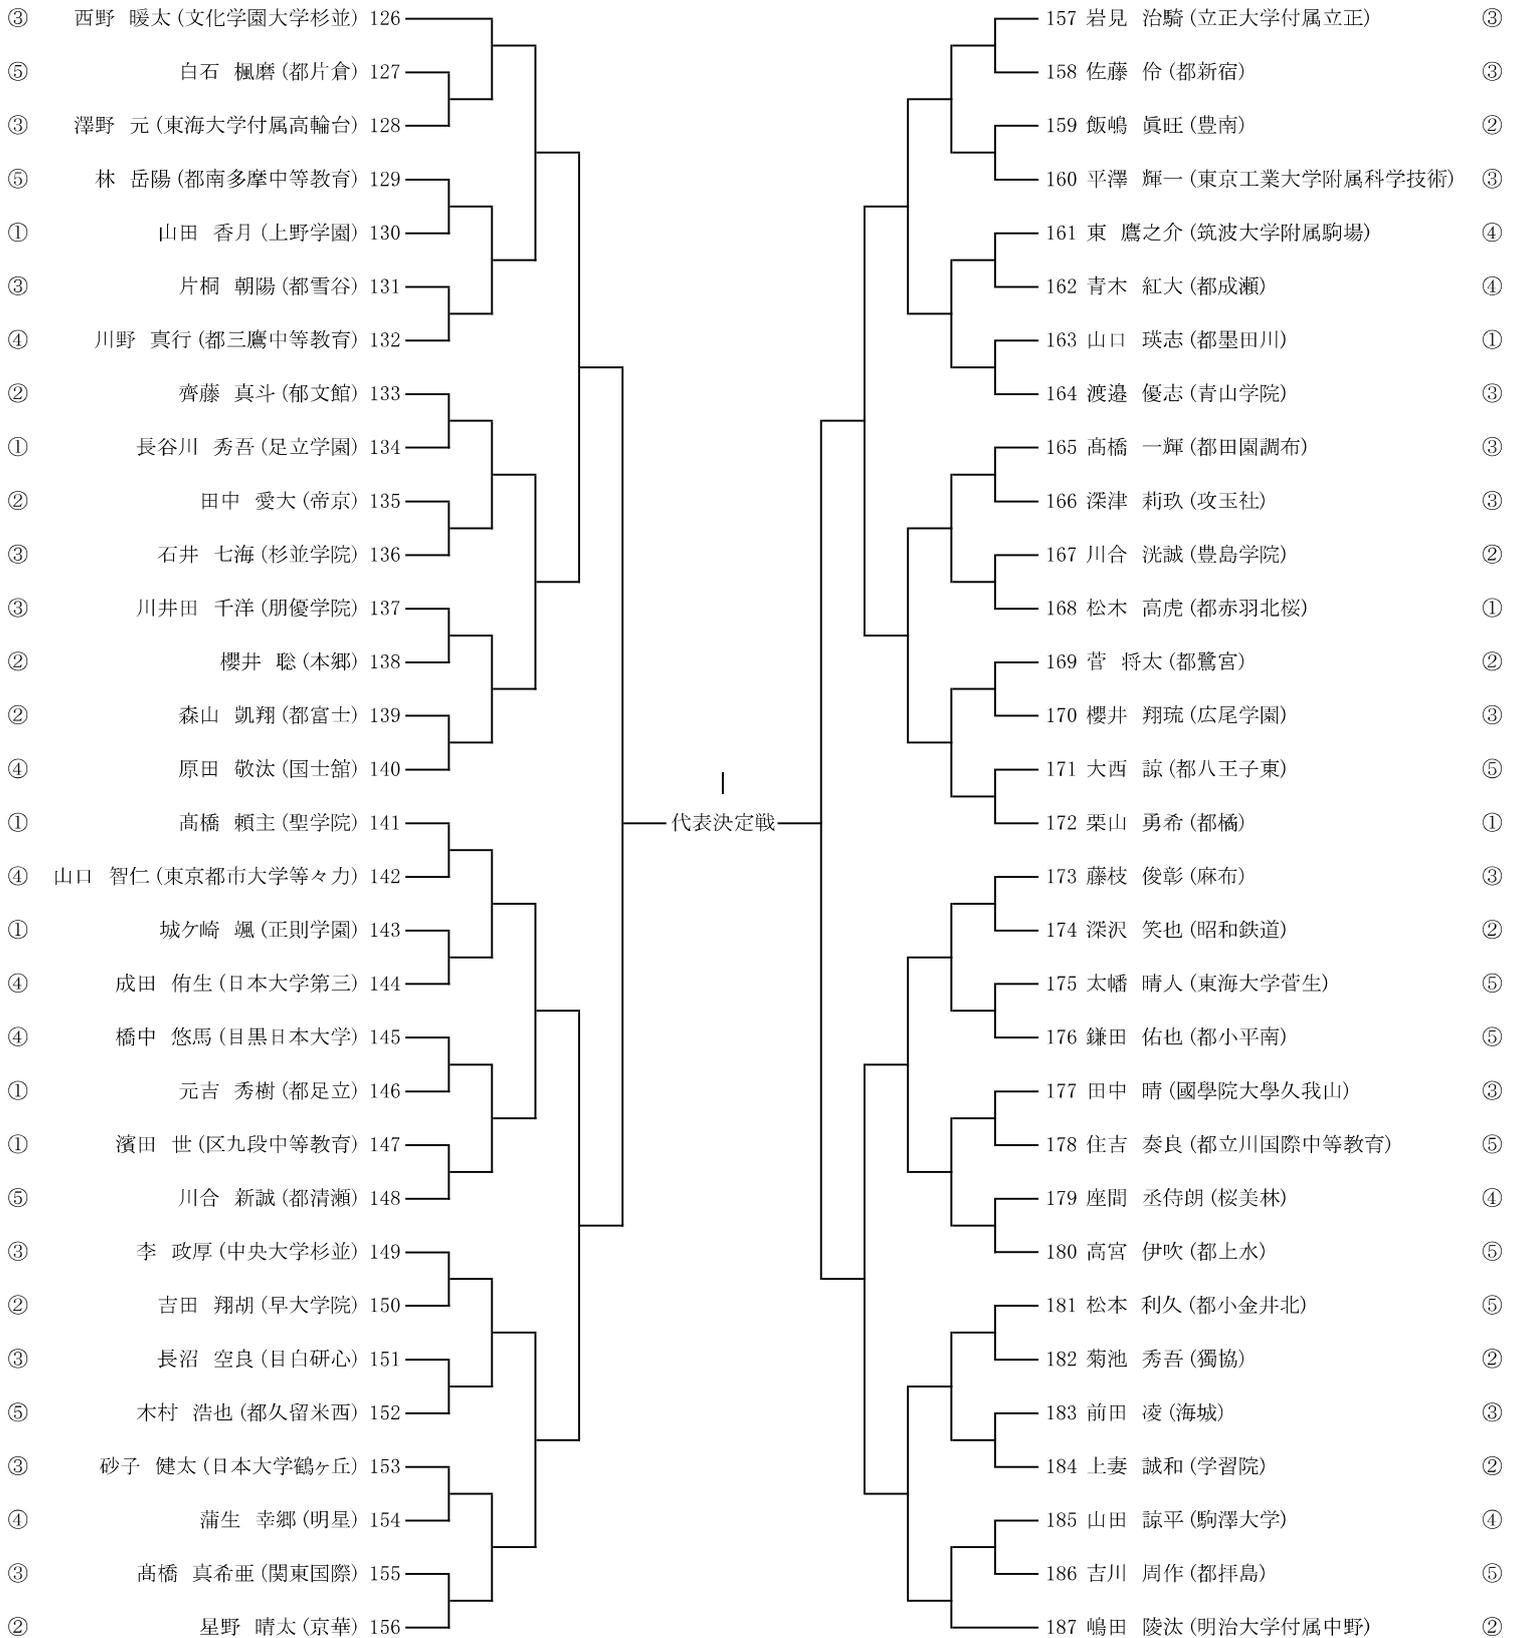 ③ 西野 暖太 (文化学園大学杉並) 126
⑤ 白石 楓磨 (都片倉) 127
③ 澤野 元 (東海大学付属高輪台) 128
⑤ 林 岳陽 (都南多摩中等教育) 129
① 山田 香月 (上野学園) 130
③ 片桐 朝陽 (都雪谷) 131
④ 川野 真行 (都三鷹中等教育) 132
② 齊藤 真斗 (郁文館) 133
① 長谷川 秀吾 (足立学園) 134
② 田中 愛大 (帝京) 135
③ 石井 七海 (杉並学院) 136
③ 川井田 千洋 (朋優学院) 137
② 櫻井 聡 (本郷) 138
② 森山 凱翔 (都富士) 139
④ 原田 敬汰 (国士舘) 140
① 髙橋 頼主 (聖学院) 141
④ 山口 智仁 (東京都市大学等々力) 142
① 城ケ崎 颯 (正則学園) 143
④ 成田 侑生 (日本大学第三) 144
④ 橋中 悠馬 (目黒日本大学) 145
① 元吉 秀樹 (都足立) 146
① 濱田 世 (区九段中等教育) 147
⑤ 川合 新誠 (都清瀬) 148
③ 李 政厚 (中央大学杉並) 149
② 吉田 翔胡 (早大学院) 150
③ 長沼 空良 (目白研心) 151
⑤ 木村 浩也 (都久留米西) 152
③ 砂子 健太 (日本大学鶴ヶ丘) 153
④ 蒲生 幸郷 (明星) 154
③ 髙橋 真希亜 (関東国際) 155
② 星野 晴太 (京華) 156
代表決定戦
157 岩見 治騎 (立正大学付属立正) ③
158 佐藤 伶 (都新宿) ③
159 飯嶋 眞旺 (豊南) ②
160 平澤 輝一 (東京工業大学附属科学技術) ③
161 東 鷹之介 (筑波大学附属駒場) ④
162 青木 紅大 (都成瀬) ④
163 山口 瑛志 (都墨田川) ①
164 渡邉 優志 (青山学院) ③
165 髙橋 一輝 (都田園調布) ③
166 深津 莉玖 (攻玉社) ③
167 川合 洸誠 (豊島学院) ②
168 松木 高虎 (都赤羽北桜) ①
169 菅 将太 (都鷺宮) ②
170 櫻井 翔琉 (広尾学園) ③
171 大西 諒 (都八王子東) ⑤
172 栗山 勇希 (都橘) ①
173 藤枝 俊彰 (麻布) ③
174 深沢 笑也 (昭和鉄道) ②
175 太幡 晴人 (東海大学菅生) ⑤
176 鎌田 佑也 (都小平南) ⑤
177 田中 晴 (國學院大學久我山) ③
178 住吉 奏良 (都立川国際中等教育) ⑤
179 座間 丞侍朗 (桜美林) ④
180 高宮 伊吹 (都上水) ⑤
181 松本 利久 (都小金井北) ⑤
182 菊池 秀吾 (獨協) ②
183 前田 凌 (海城) ③
184 上妻 誠和 (学習院) ②
185 山田 諒平 (駒澤大学) ④
186 吉川 周作 (都拝島) ⑤
187 嶋田 陵汰 (明治大学付属中野) ②